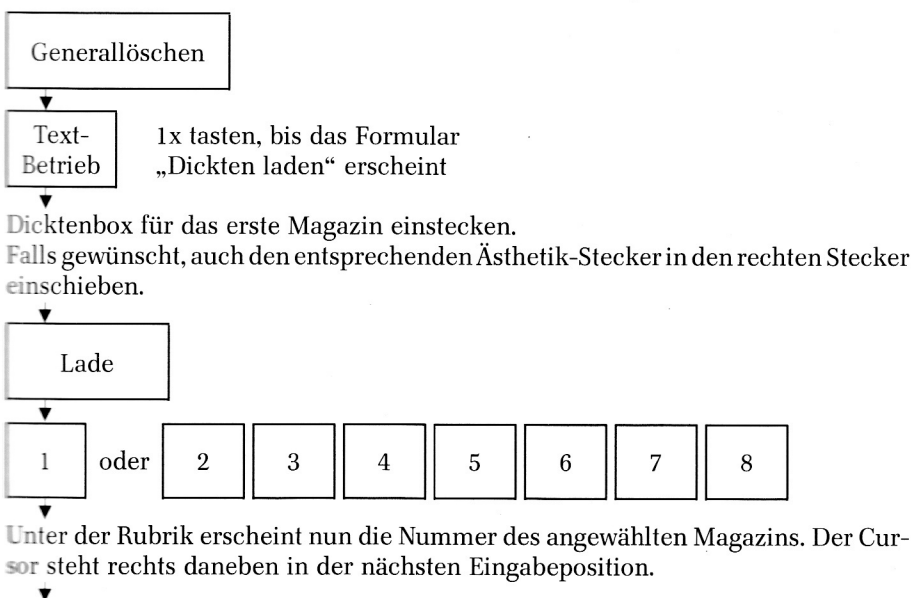 Generallöschen
Text-
Betrieb
1x tasten, bis das Formular
„Dickten laden“ erscheint
Dicktenbox für das erste Magazin einstecken.
Falls gewünscht, auch den entsprechenden Ästhetik-Stecker in den rechten Stecker
einschieben.
Lade
1 oder 2 3 4 5 6 7 8
Unter der Rubrik erscheint nun die Nummer des angewählten Magazins. Der Cur-
sor steht rechts daneben in der nächsten Eingabeposition.